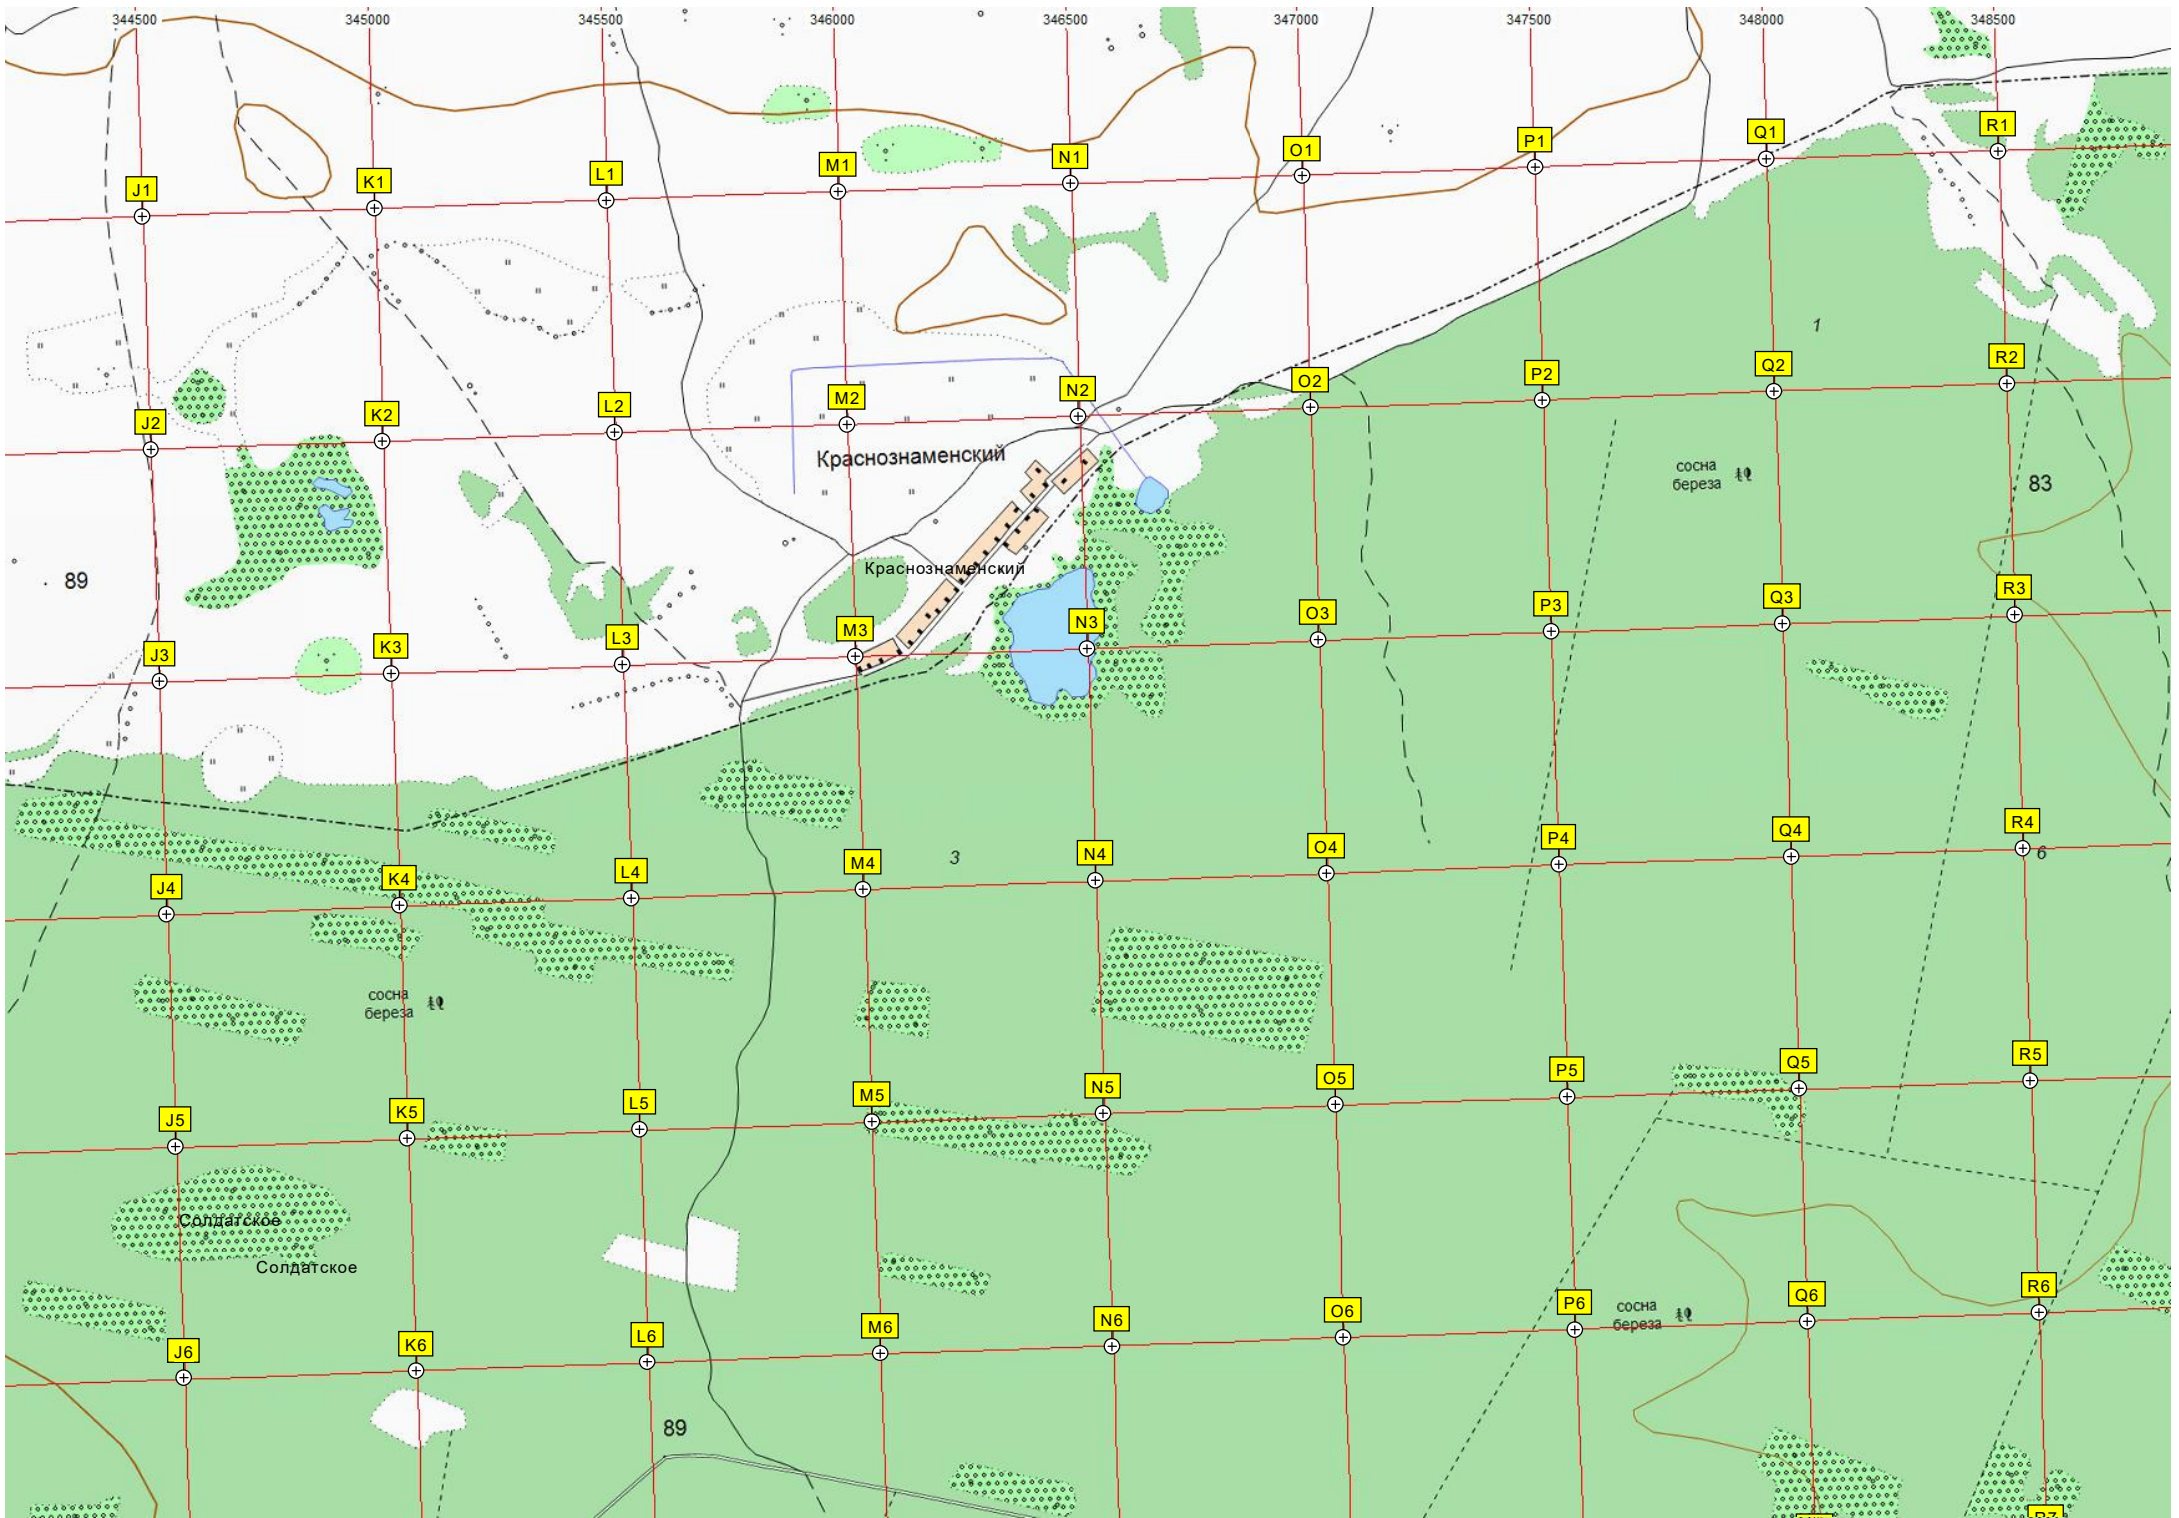 344500 345000 345500 346000 346500 347000 347500 348000 348500
J1 K1 L1 M1 N1 O1 P1 Q1 R1
1
J2 K2 L2 M2 N2 O2 P2 Q2 R2
Краснознаменский
сосна
береза
83
89
Краснознаменский
J3 K3 L3 M3 N3 O3 P3 Q3 R3
J4 K4 L4 M4 N4 O4 P4 Q4 R4
3
6
сосна
береза
J5 K5 L5 M5 N5 O5 P5 Q5 R5
Солдатское
Солдатское
J6 K6 L6 M6 N6 O6 P6 Q6 R6
сосна
береза
89
R7